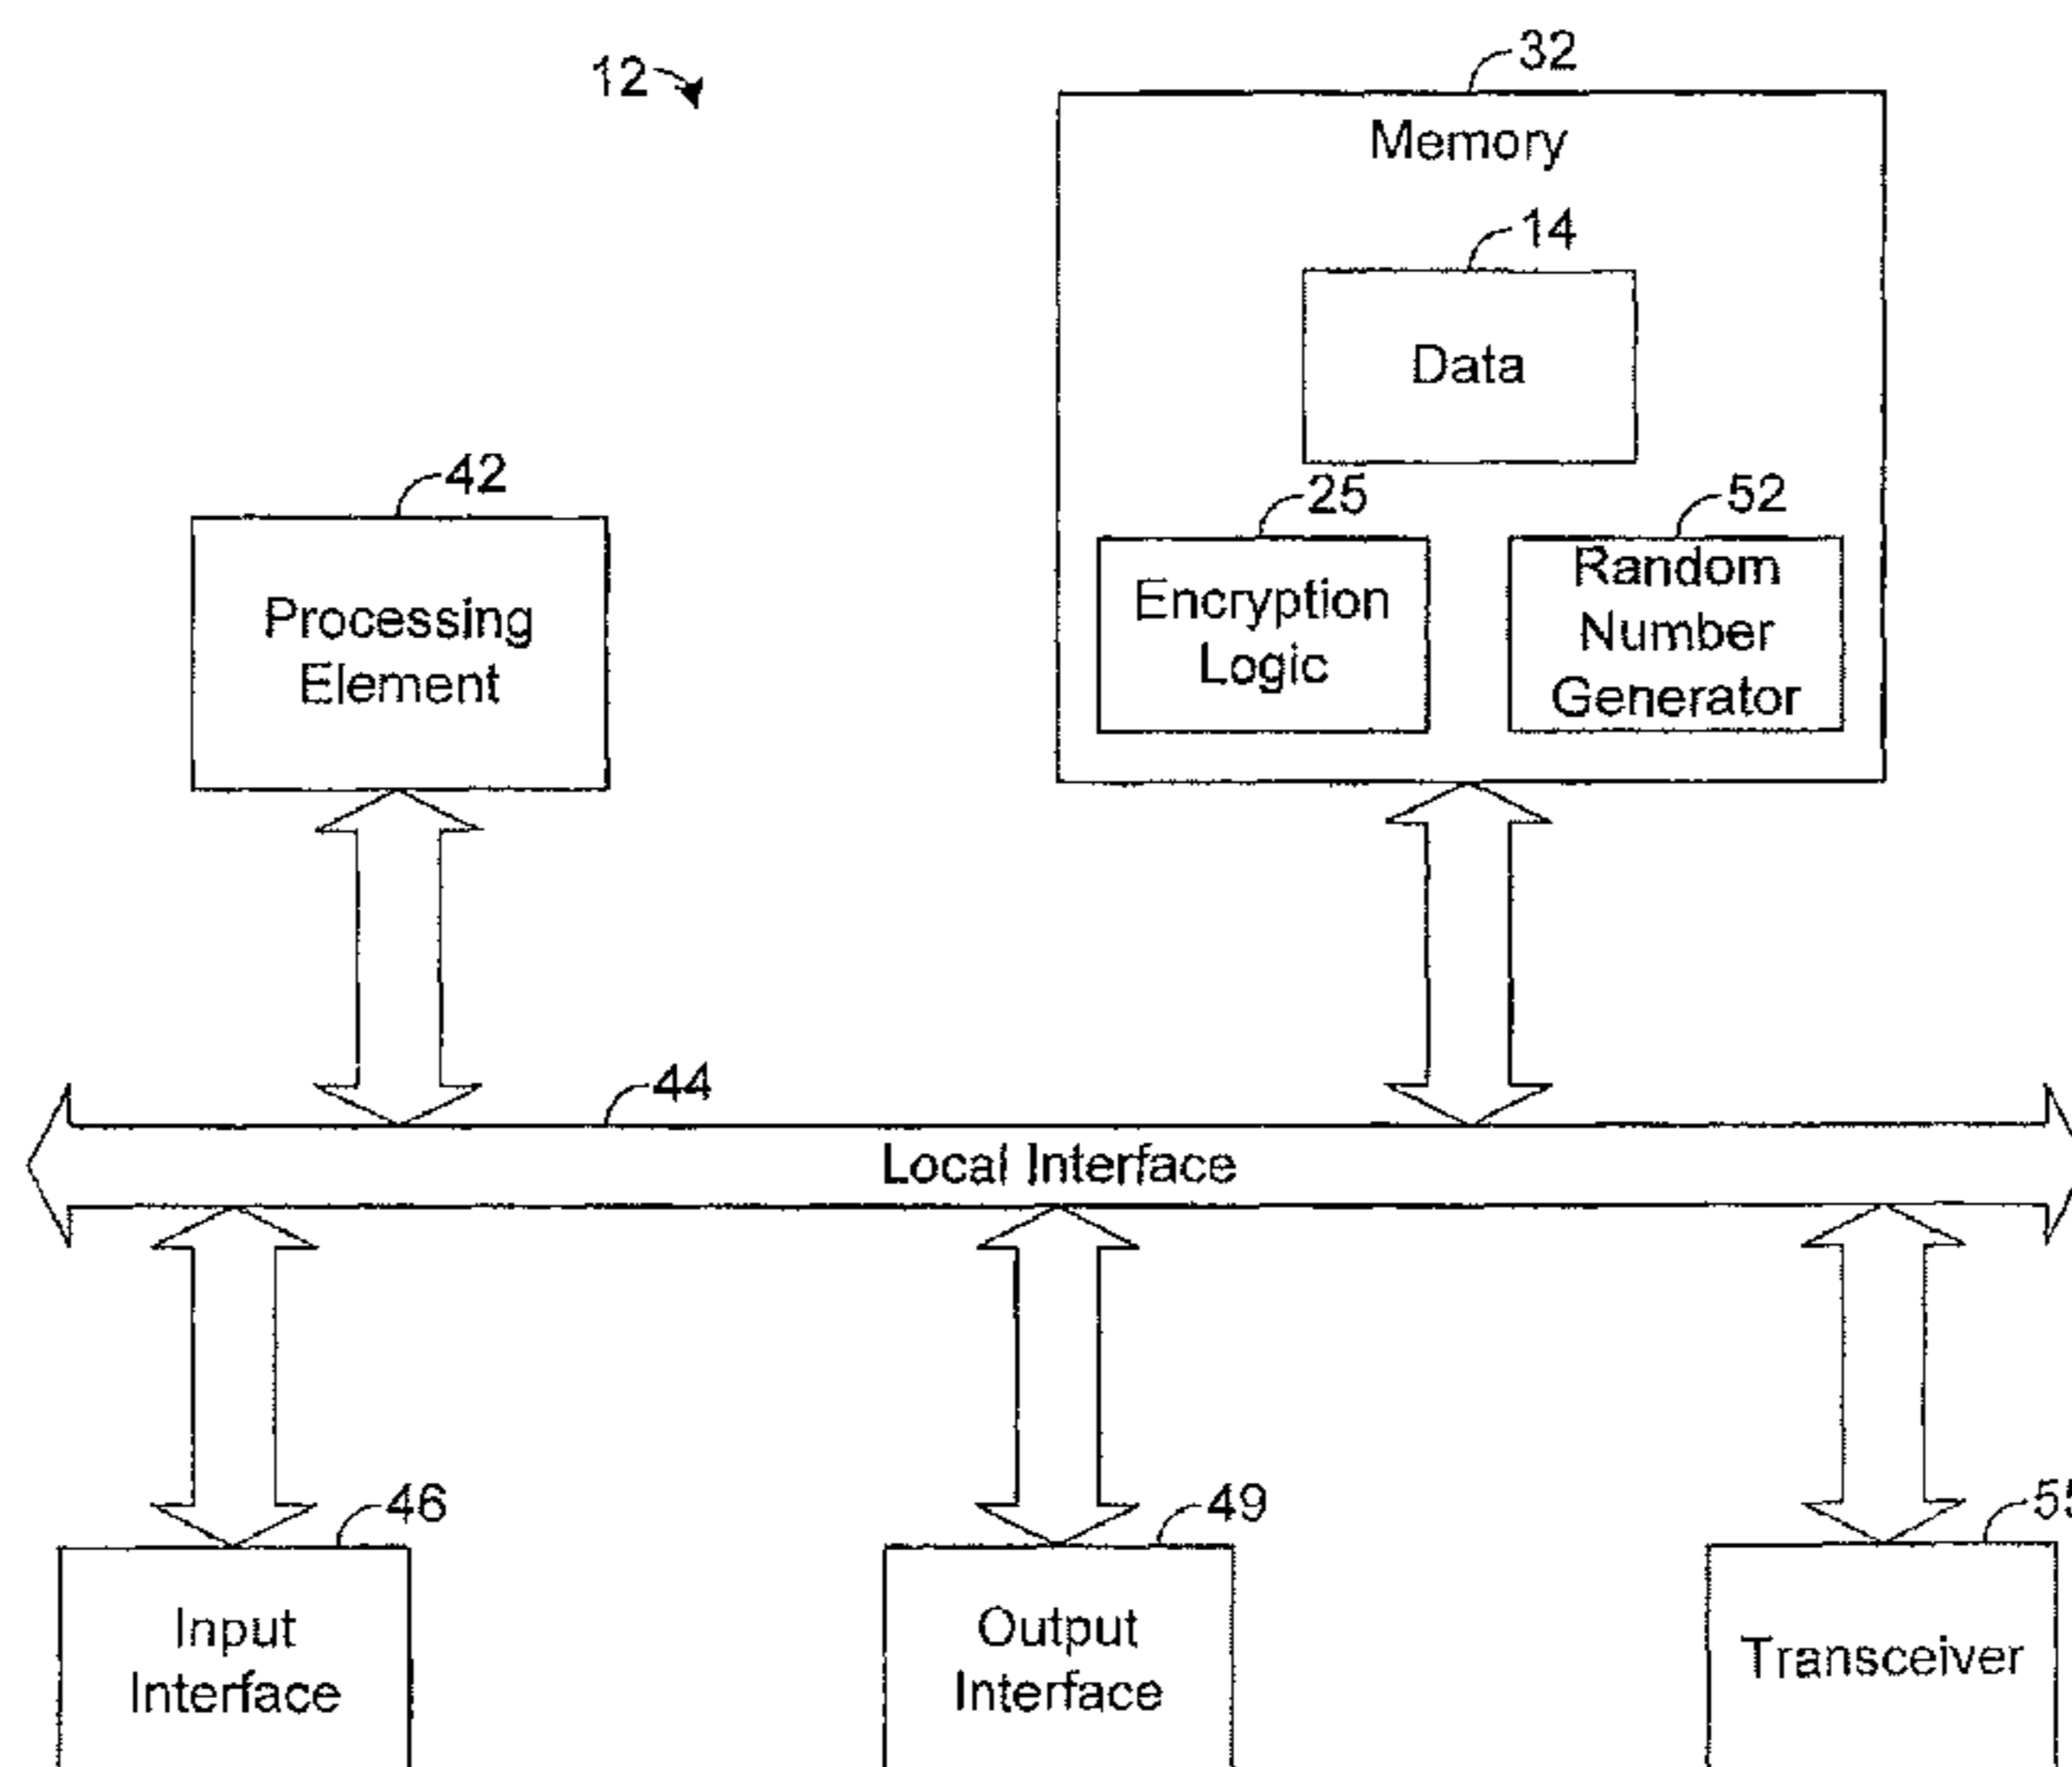 12
32
Memory
14
Data
42
25
52
Processing
Element
Encryption
Logic
Random
Number
Generator
44
Local Interface
46
49
55
Input
Interface
Output
Interface
Transceiver